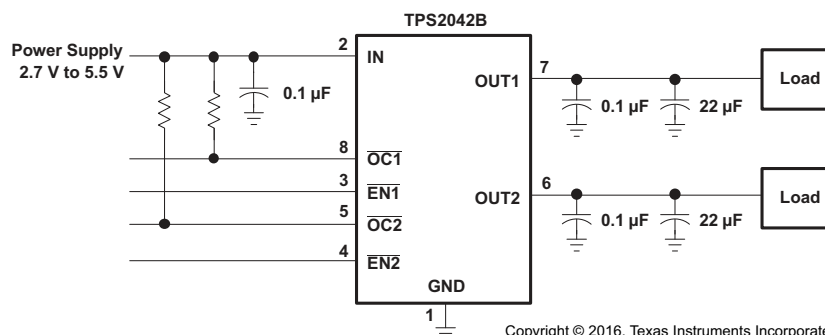 TPS2042B
Power Supply
2.7 V to 5.5 V
2
IN
0.1 µF
OUT1
7
0.1 µF
22 µF
Load
8
OC1
3
EN1
5
OC2
4
EN2
OUT2
6
0.1 µF
22 µF
Load
GND
1
Copyright © 2016, Texas Instruments Incorporate